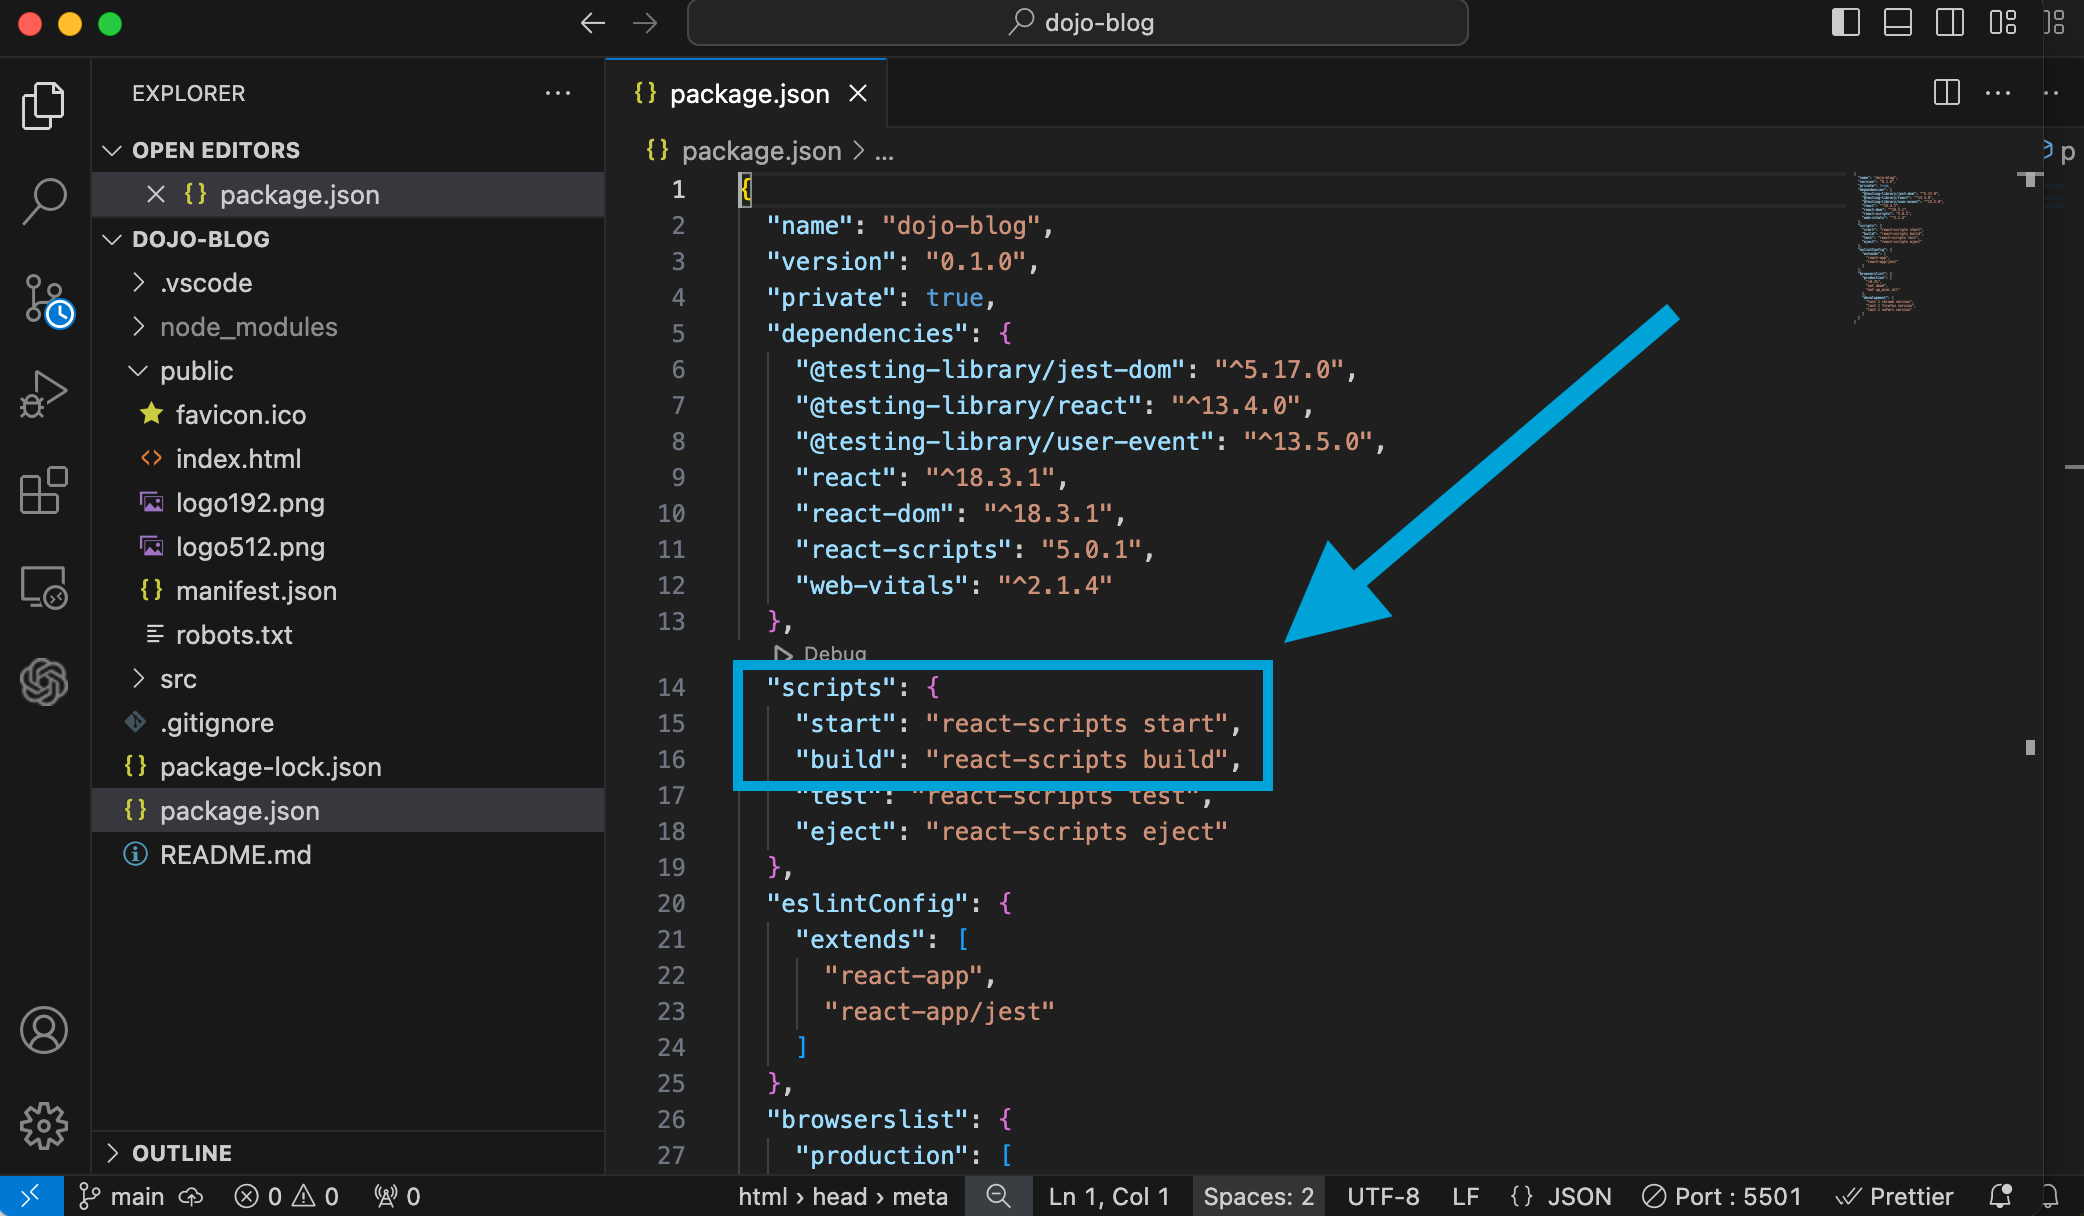 dojo-blog
EXPLORER
OPEN EDITORS
package.json
DOJO-BLOG
.vscode
node_modules
public
favicon.ico
index.html
logo192.png
logo512.png
manifest.json
robots.txt
src
.gitignore
package-lock.json
package.json
README.md
OUTLINE
package.json
package.json > ...
p
1 {
2 "name": "dojo-blog",
3 "version": "0.1.0",
4 "private": true,
5 "dependencies": {
6 "@testing-library/jest-dom": "^5.17.0",
7 "@testing-library/react": "^13.4.0",
8 "@testing-library/user-event": "^13.5.0",
9 "react": "^18.3.1",
10 "react-dom": "^18.3.1",
11 "react-scripts": "5.0.1",
12 "web-vitals": "^2.1.4"
13 },
Debug
14 "scripts": {
15 "start": "react-scripts start",
16 "build": "react-scripts build",
17 "test": "react-scripts test",
18 "eject": "react-scripts eject"
19 },
20 "eslintConfig": {
21 "extends": [
22 "react-app",
23 "react-app/jest"
24 ]
25 },
26 "browserslist": {
27 "production": [
main 0 0 0 html › head › meta Ln 1, Col 1 Spaces: 2 UTF-8 LF {} JSON Port : 5501 Prettier